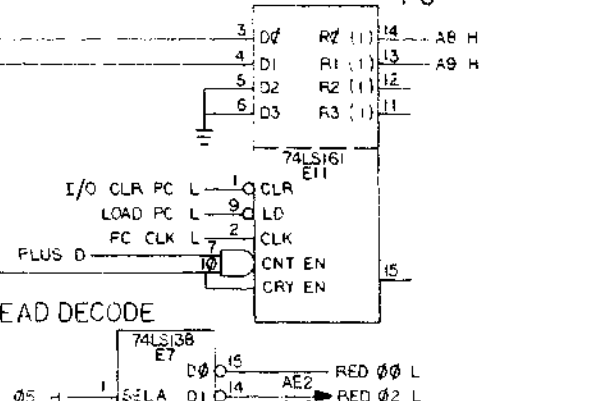 3 DØ RØ (1) 14 A8 H
4 D1 R1 (1) 13 A9 H
5 D2 R2 (1) 12
6 D3 R3 (1) 11
74LS161
E11
I/O CLR PC L 1 CLR
LOAD PC L 9 LD
PC CLK L 2 CLK
PLUS D 7
10 CNT EN
CRY EN 15
EAD DECODE
74LS138
E7
DØ 15 RED ØØ L
Ø5 H 1 SELA D1 14 AE2 RED Ø2 L